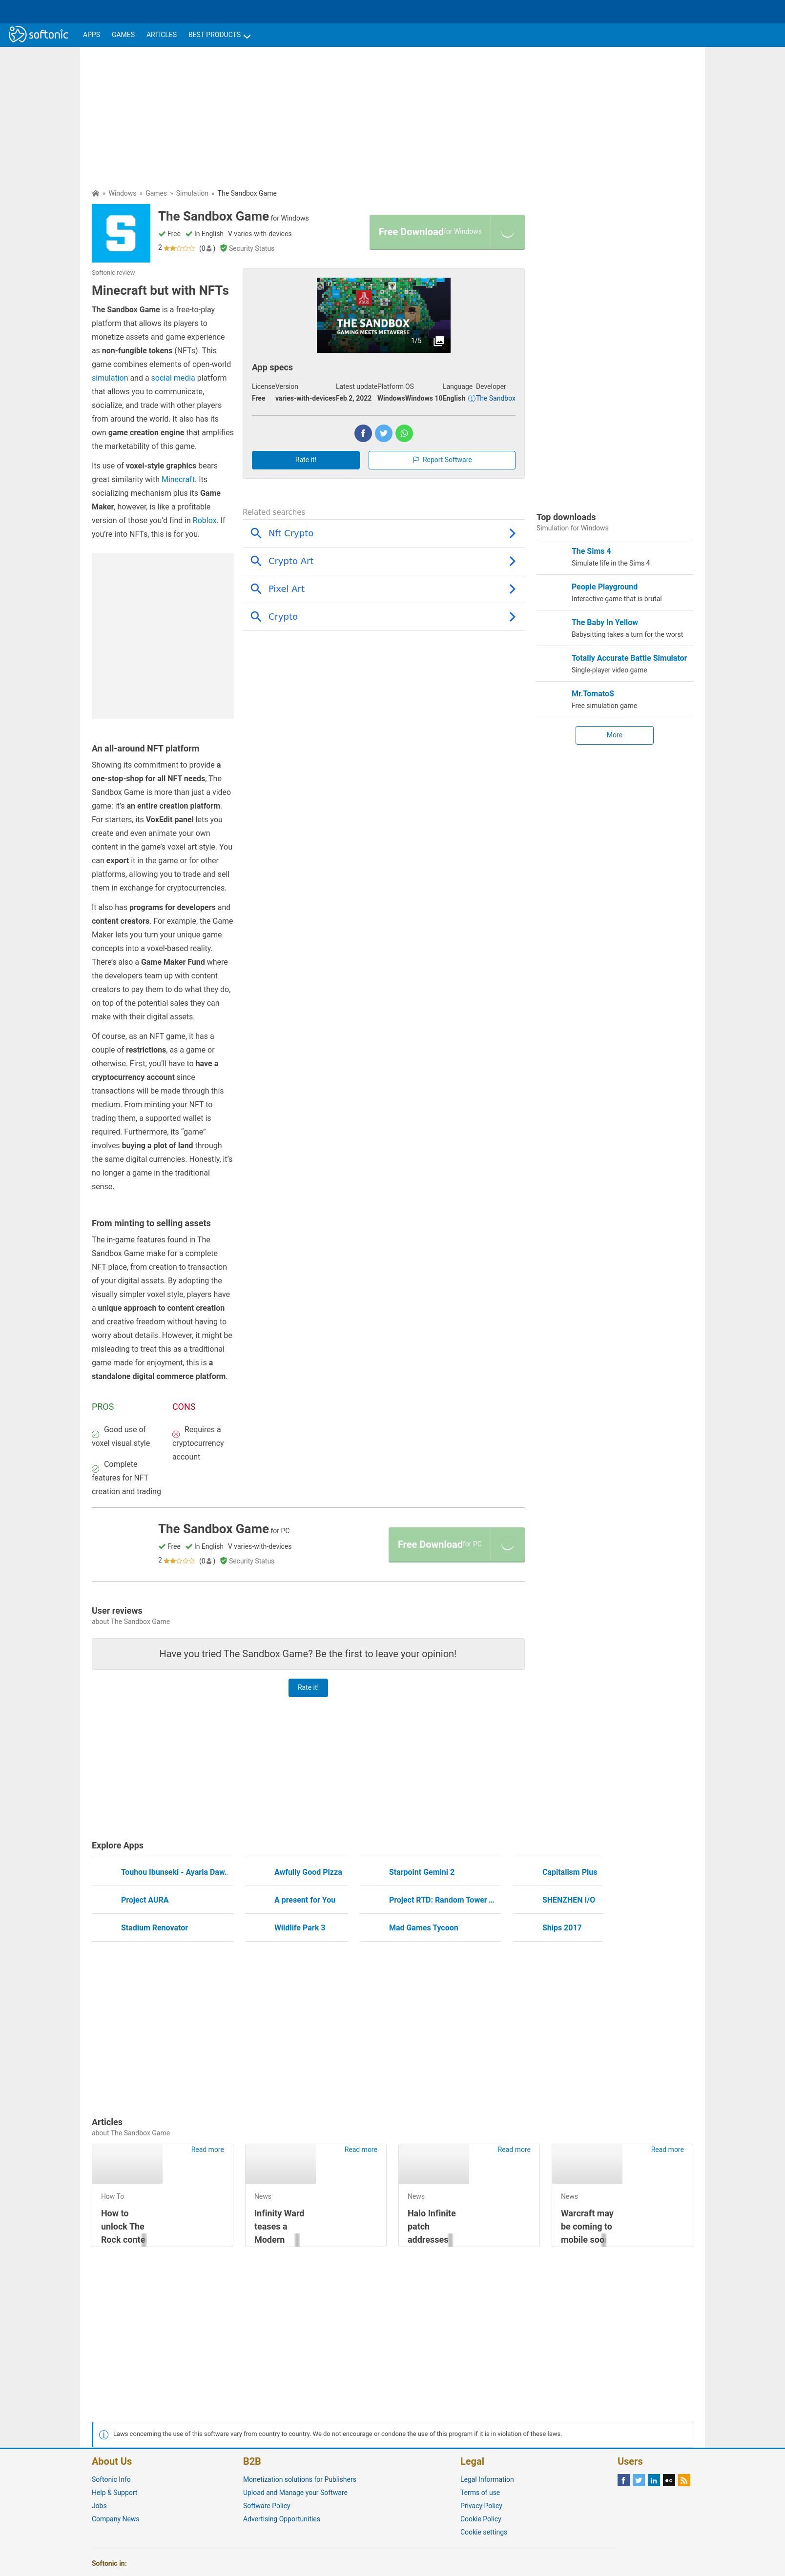 softonic
APPS GAMES ARTICLES BEST PRODUCTS
» Windows » Games » Simulation » The Sandbox Game
The Sandbox Game for Windows
Free In English V varies-with-devices
2 (0 ) Security Status
Free Download for Windows
Softonic review
Minecraft but with NFTs
The Sandbox Game is a free-to-play
platform that allows its players to
monetize assets and game experience
as non-fungible tokens (NFTs). This
game combines elements of open-world
simulation and a social media platform
that allows you to communicate,
socialize, and trade with other players
from around the world. It also has its
own game creation engine that amplifies
the marketability of this game.
Its use of voxel-style graphics bears
great similarity with Minecraft. Its
socializing mechanism plus its Game
Maker, however, is like a profitable
version of those you'd find in Roblox. If
you're into NFTs, this is for you.
ATARI
THE SANDBOX
GAMING MEETS METAVERSE
1/5
App specs
License Version Latest update Platform OS Language Developer
Free varies-with-devices Feb 2, 2022 Windows Windows 10 English The Sandbox
Rate it! Report Software
Related searches
Nft Crypto
Crypto Art
Pixel Art
Crypto
Top downloads
Simulation for Windows
The Sims 4
Simulate life in the Sims 4
People Playground
Interactive game that is brutal
The Baby In Yellow
Babysitting takes a turn for the worst
Totally Accurate Battle Simulator
Single-player video game
Mr.TomatoS
Free simulation game
More
An all-around NFT platform
Showing its commitment to provide a
one-stop-shop for all NFT needs, The
Sandbox Game is more than just a video
game: it's an entire creation platform.
For starters, its VoxEdit panel lets you
create and even animate your own
content in the game's voxel art style. You
can export it in the game or for other
platforms, allowing you to trade and sell
them in exchange for cryptocurrencies.
It also has programs for developers and
content creators. For example, the Game
Maker lets you turn your unique game
concepts into a voxel-based reality.
There's also a Game Maker Fund where
the developers team up with content
creators to pay them to do what they do,
on top of the potential sales they can
make with their digital assets.
Of course, as an NFT game, it has a
couple of restrictions, as a game or
otherwise. First, you'll have to have a
cryptocurrency account since
transactions will be made through this
medium. From minting your NFT to
trading them, a supported wallet is
required. Furthermore, its "game"
involves buying a plot of land through
the same digital currencies. Honestly, it's
no longer a game in the traditional
sense.
From minting to selling assets
The in-game features found in The
Sandbox Game make for a complete
NFT place, from creation to transaction
of your digital assets. By adopting the
visually simpler voxel style, players have
a unique approach to content creation
and creative freedom without having to
worry about details. However, it might be
misleading to treat this as a traditional
game made for enjoyment, this is a
standalone digital commerce platform.
PROS
Good use of
voxel visual style
Complete
features for NFT
creation and trading
CONS
Requires a
cryptocurrency
account
The Sandbox Game for PC
Free In English V varies-with-devices
2 (0 ) Security Status
Free Download for PC
User reviews
about The Sandbox Game
Have you tried The Sandbox Game? Be the first to leave your opinion!
Rate it!
Explore Apps
Touhou Ibunseki - Ayaria Daw.. Awfully Good Pizza Starpoint Gemini 2 Capitalism Plus
Project AURA A present for You Project RTD: Random Tower ... SHENZHEN I/O
Stadium Renovator Wildlife Park 3 Mad Games Tycoon Ships 2017
Articles
about The Sandbox Game
Read more
How To
How to
unlock The
Rock conte
Read more
News
Infinity Ward
teases a
Modern
Read more
News
Halo Infinite
patch
addresses
Read more
News
Warcraft may
be coming to
mobile soo
Laws concerning the use of this software vary from country to country. We do not encourage or condone the use of this program if it is in violation of these laws.
About Us
Softonic Info
Help & Support
Jobs
Company News
B2B
Monetization solutions for Publishers
Upload and Manage your Software
Software Policy
Advertising Opportunities
Legal
Legal Information
Terms of use
Privacy Policy
Cookie Policy
Cookie settings
Users
Softonic in: